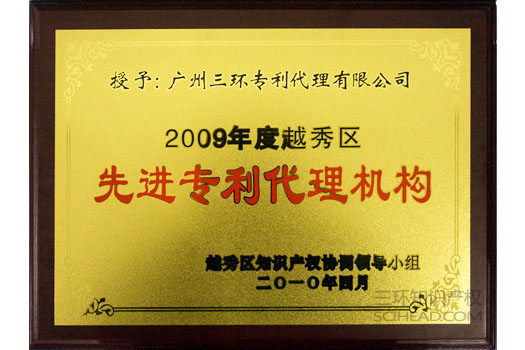 授予：广州三环专利代理有限公司
2009年度越秀区
先进专利代理机构
越秀区知识产权协调领导小组
二〇一〇年四月
三环知识产权
SCIHEAD.COM